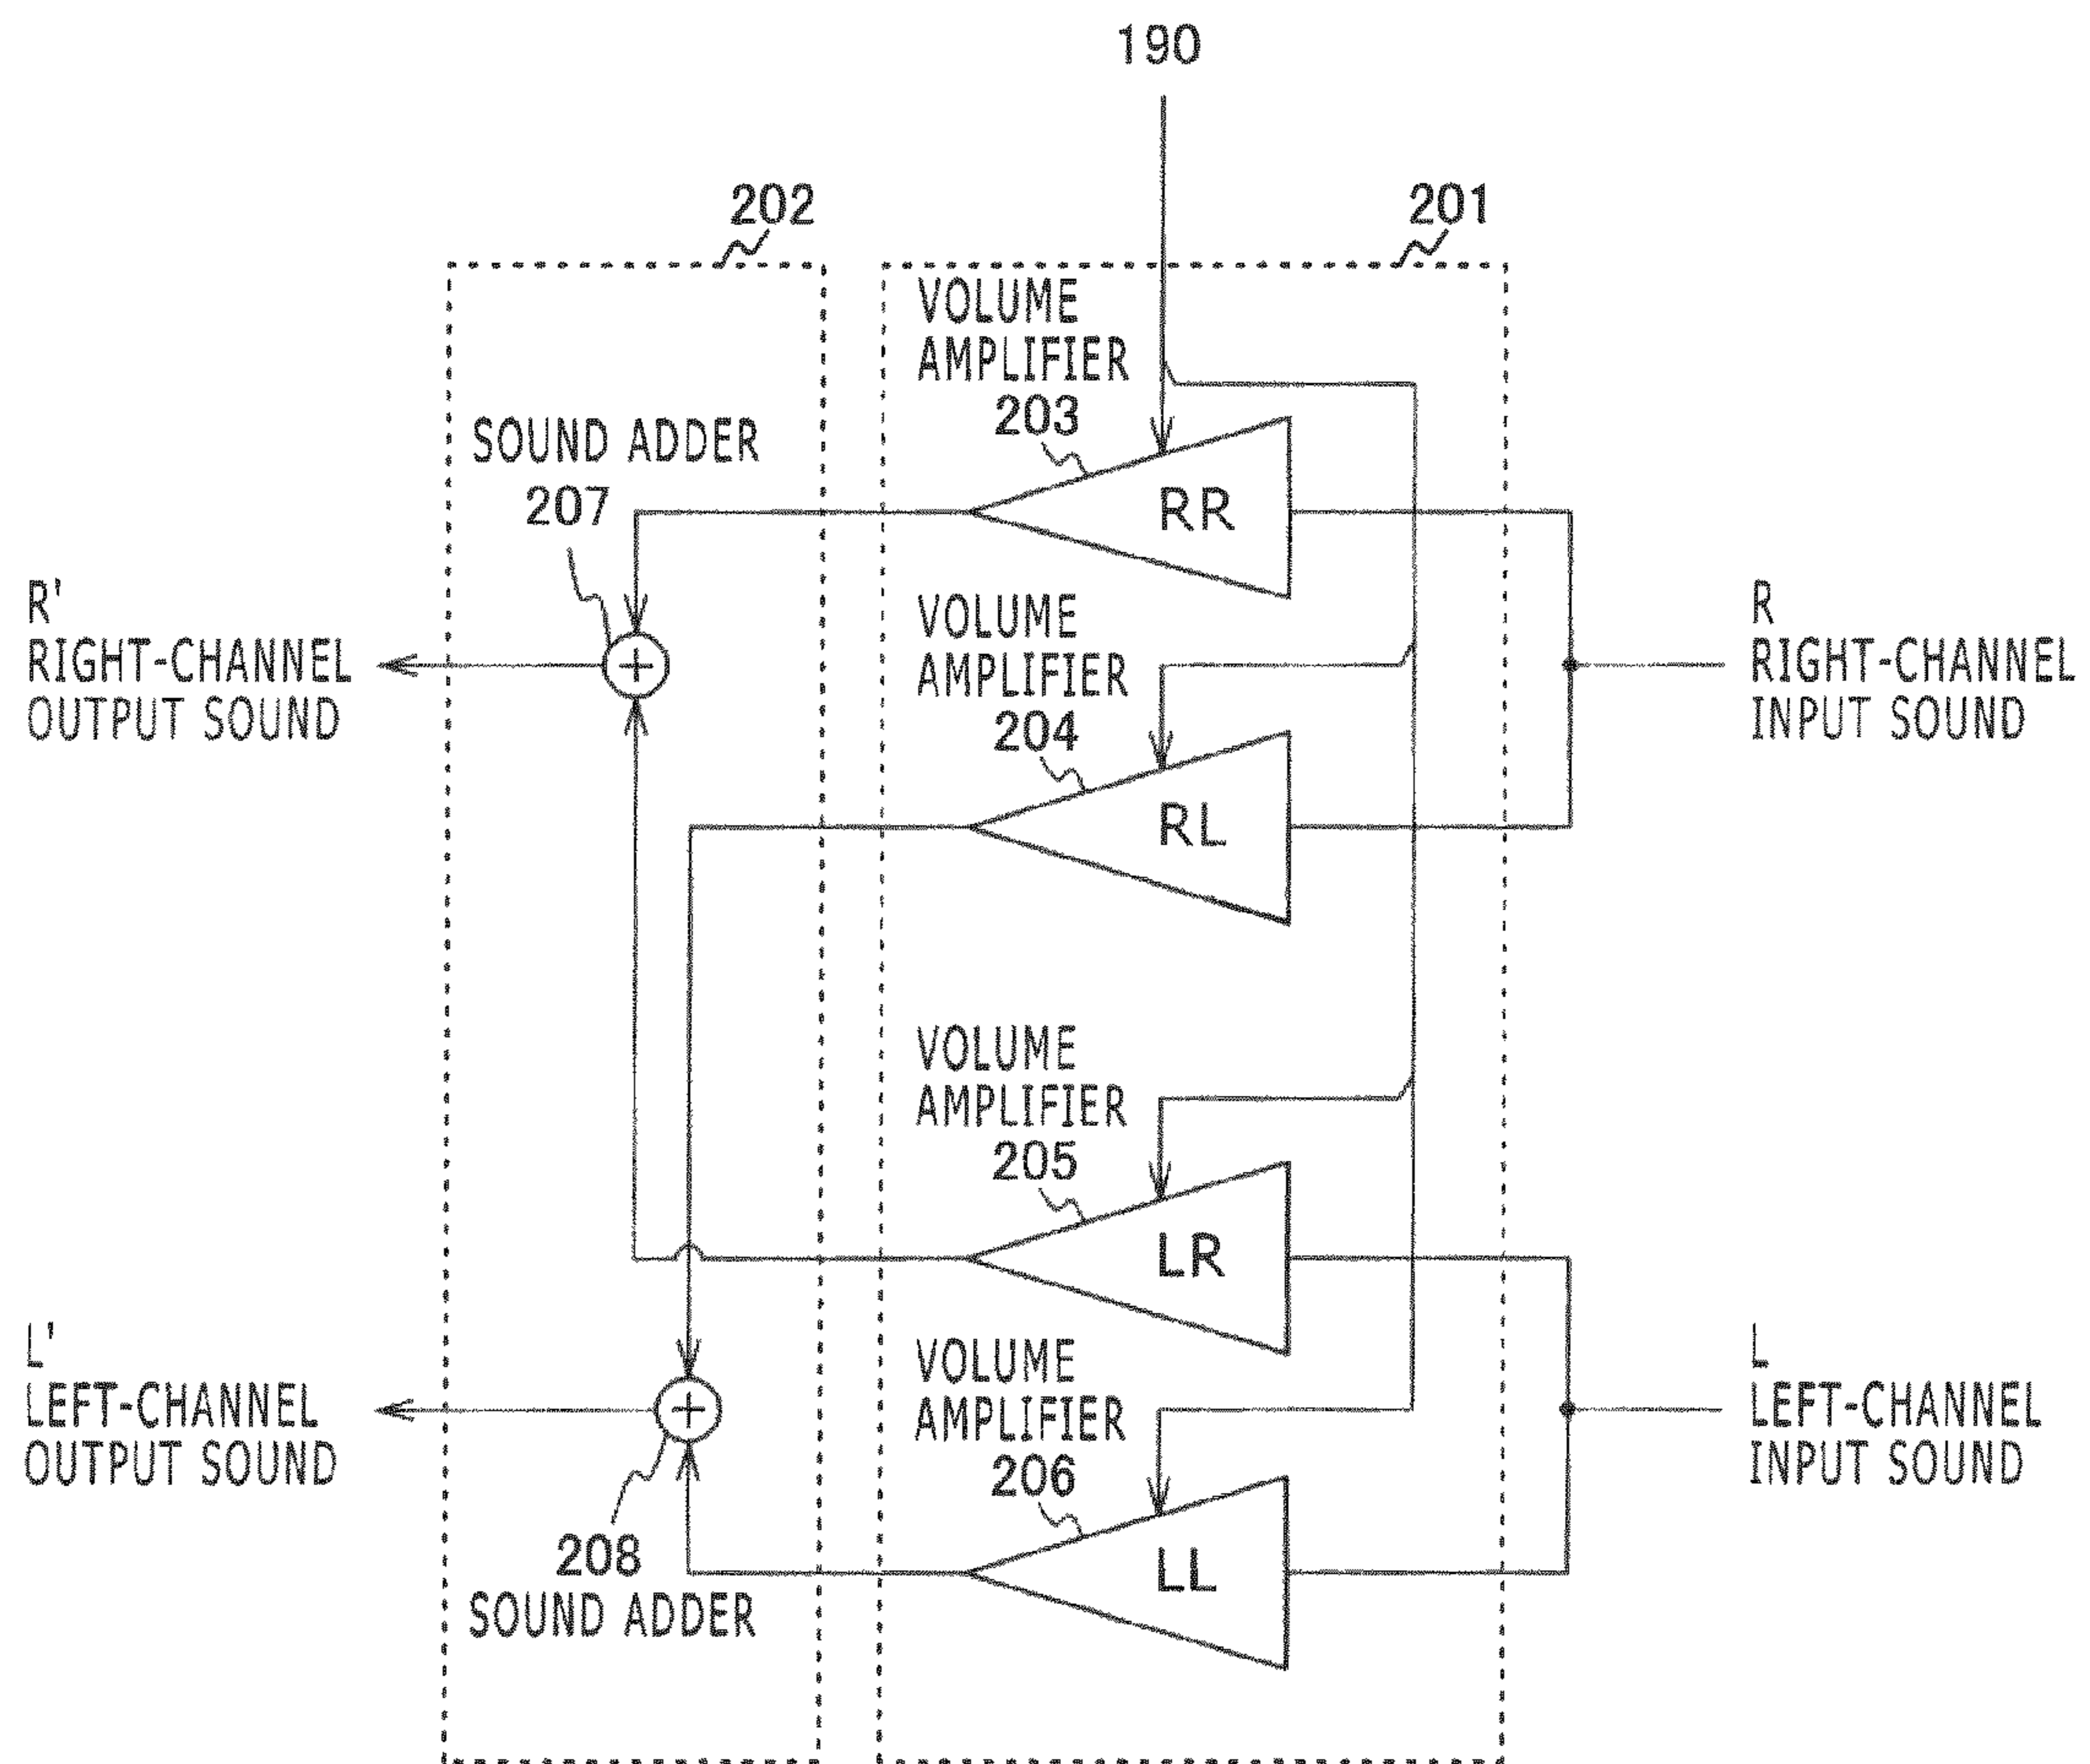 190
202
201
VOLUME
AMPLIFIER
203
SOUND ADDER
207
RR
R'
RIGHT-CHANNEL
OUTPUT SOUND
VOLUME
AMPLIFIER
204
R
RIGHT-CHANNEL
INPUT SOUND
RL
VOLUME
AMPLIFIER
205
LR
L'
LEFT-CHANNEL
OUTPUT SOUND
VOLUME
AMPLIFIER
206
L
LEFT-CHANNEL
INPUT SOUND
208
SOUND ADDER
LL